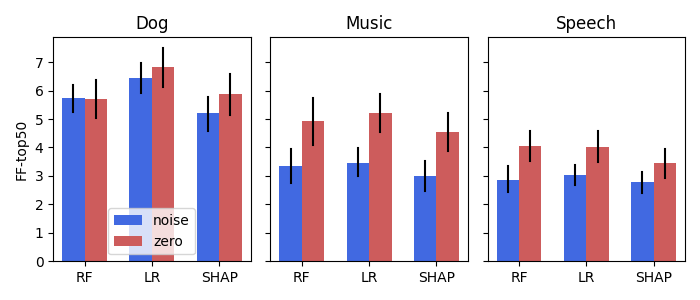 Dog
Music
Speech
FF-top50
7
6
5
4
3
2
1
0
noise
zero
RF LR SHAP
RF LR SHAP
RF LR SHAP